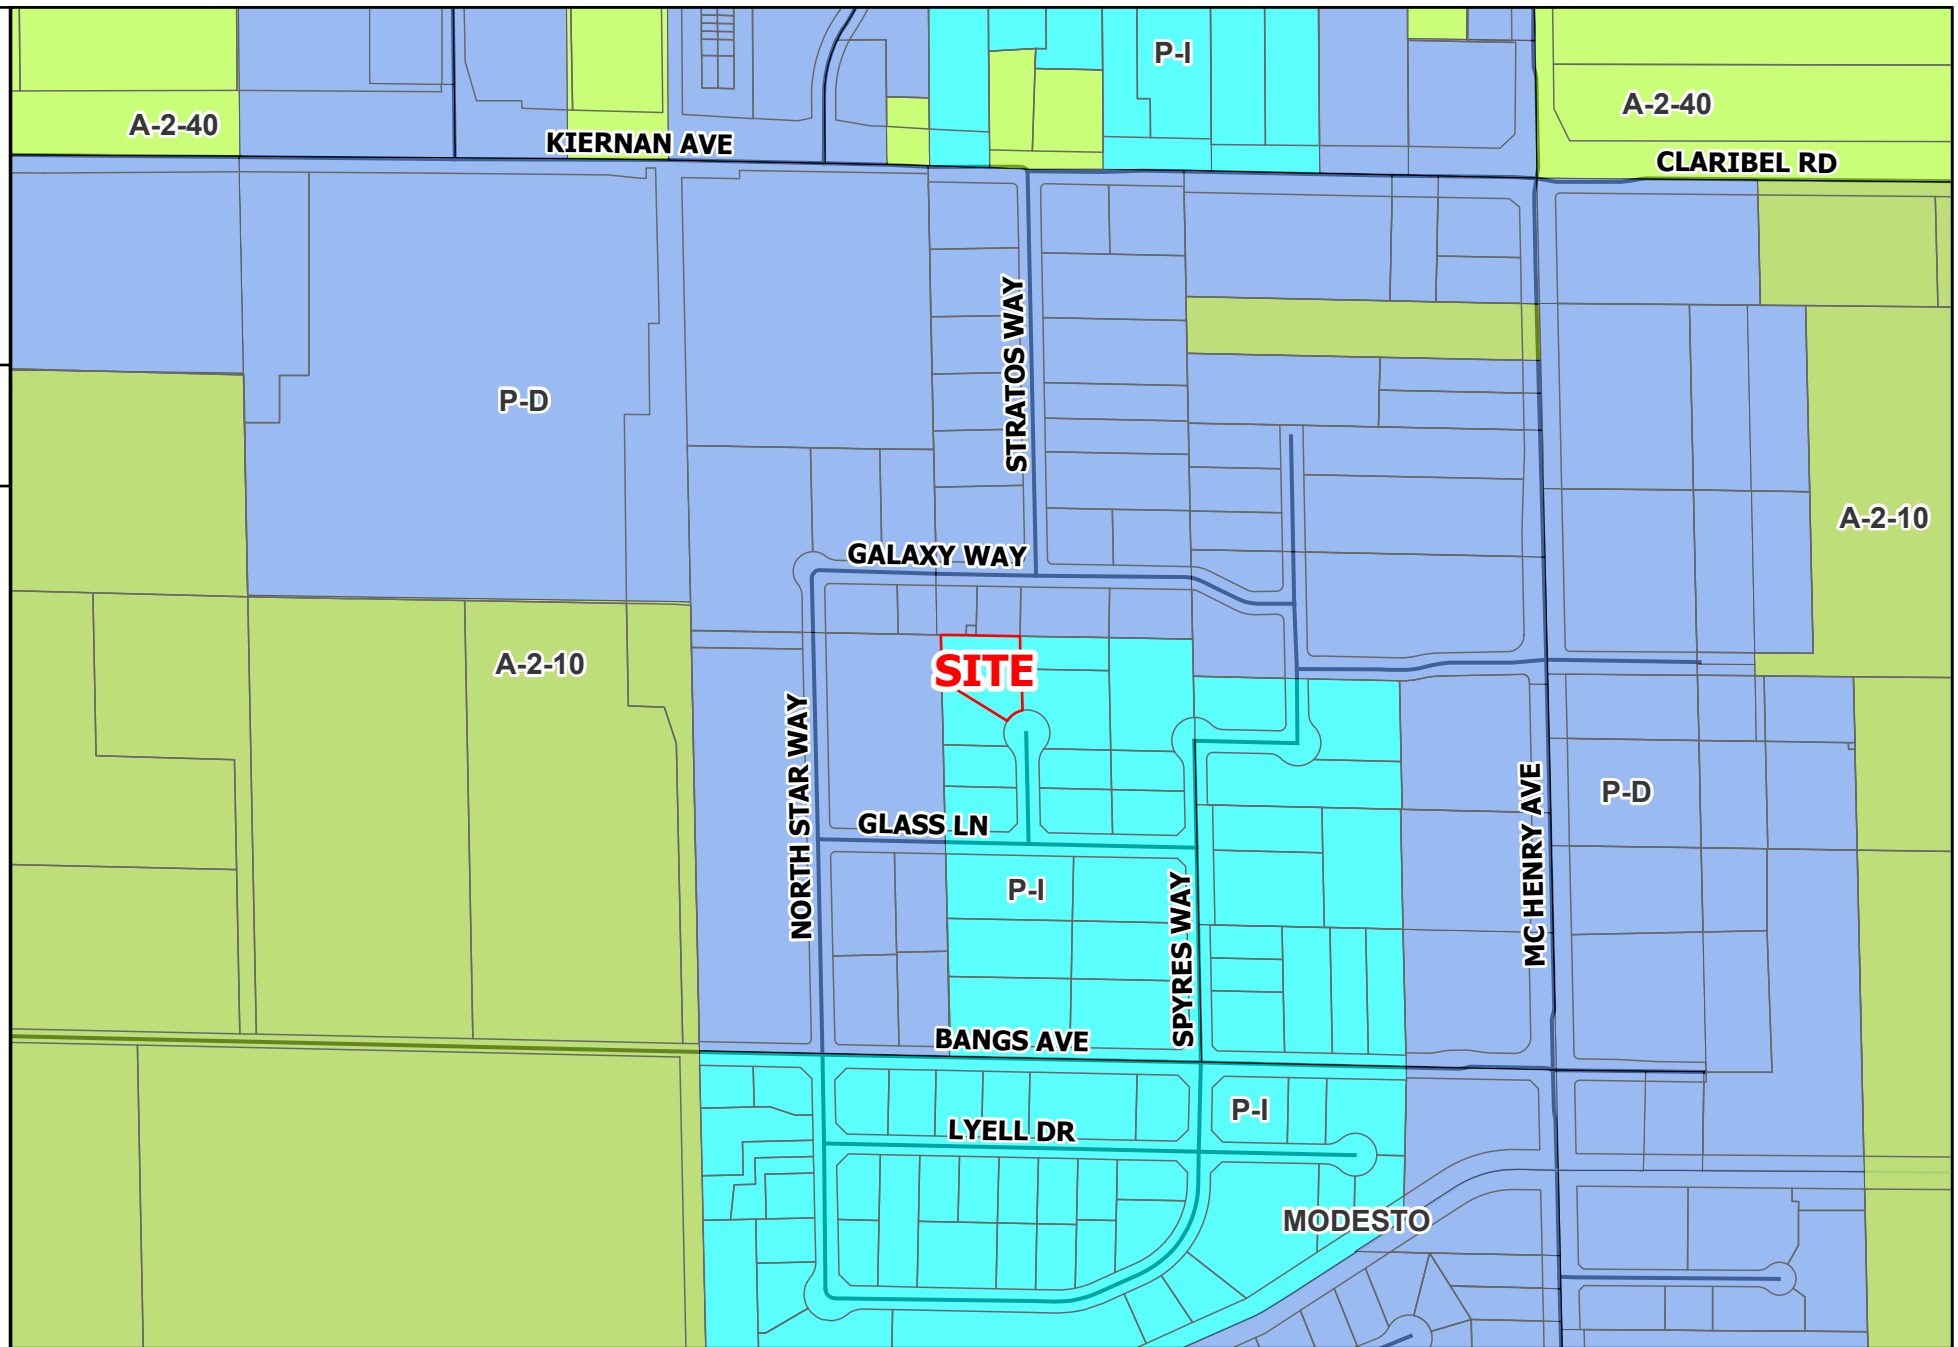 P-I
A-2-40
A-2-40
KIERNAN AVE
CLARIBEL RD
STRATOS WAY
P-D
A-2-10
GALAXY WAY
A-2-10
SITE
NORTH STAR WAY
MC HENRY AVE
P-D
GLASS LN
P-I
SPYRES WAY
BANGS AVE
P-I
LYELL DR
MODESTO